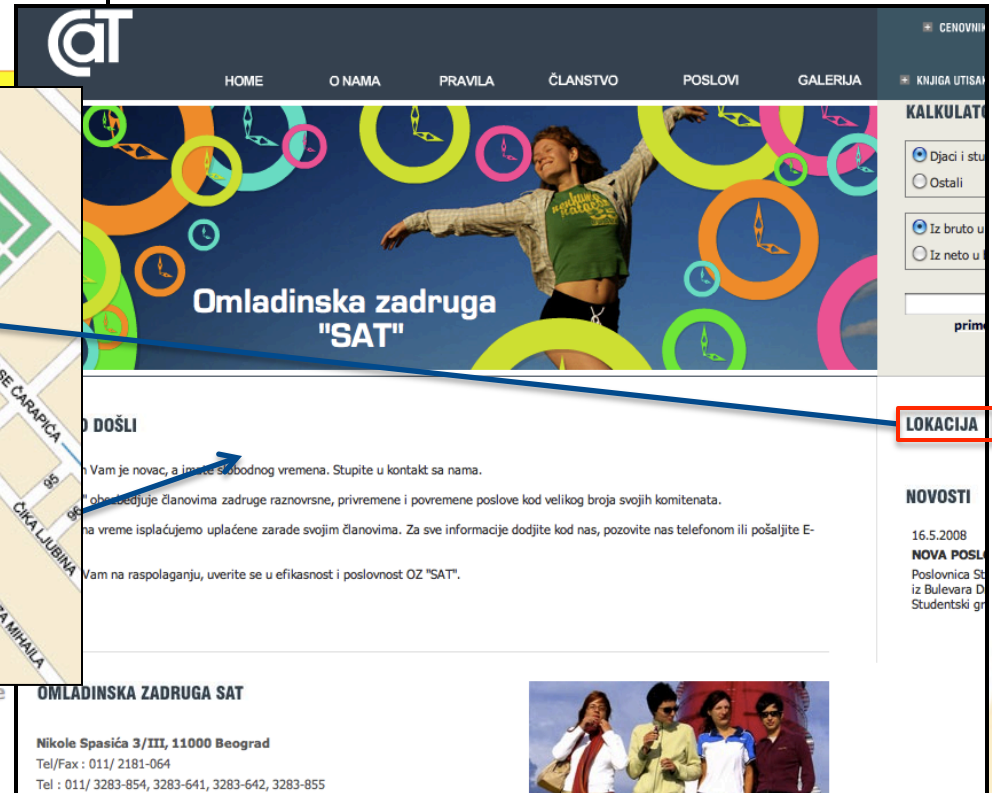 CENOVNIK
HOME O NAMA PRAVILA ČLANSTVO POSLOVI GALERIJA
KNJIGA UTISAK
KALKULATO
Djaci i stu
Ostali
Iz bruto u
Iz neto u
prime
Omladinska zadruga
"SAT"
SE ČARAPIĆA
95
96
ČIKA LJUBINA
ZA MIHAILA
DOŠLI
Vam je novac, a imate slobodnog vremena. Stupite u kontakt sa nama.
" obezbedjuje članovima zadruge raznovrsne, privremene i povremene poslove kod velikog broja svojih komitenata.
na vreme isplaćujemo uplaćene zarade svojim članovima. Za sve informacije dodjite kod nas, pozovite nas telefonom ili pošaljite E-
Vam na raspolaganju, uverite se u efikasnost i poslovnost OZ "SAT".
LOKACIJA
NOVOSTI
16.5.2008
NOVA POSL
Poslovnica St
iz Bulevara D
Studentski gr
OMLADINSKA ZADRUGA SAT
Nikole Spasića 3/III, 11000 Beograd
Tel/Fax : 011/ 2181-064
Tel : 011/ 3283-854, 3283-641, 3283-642, 3283-855